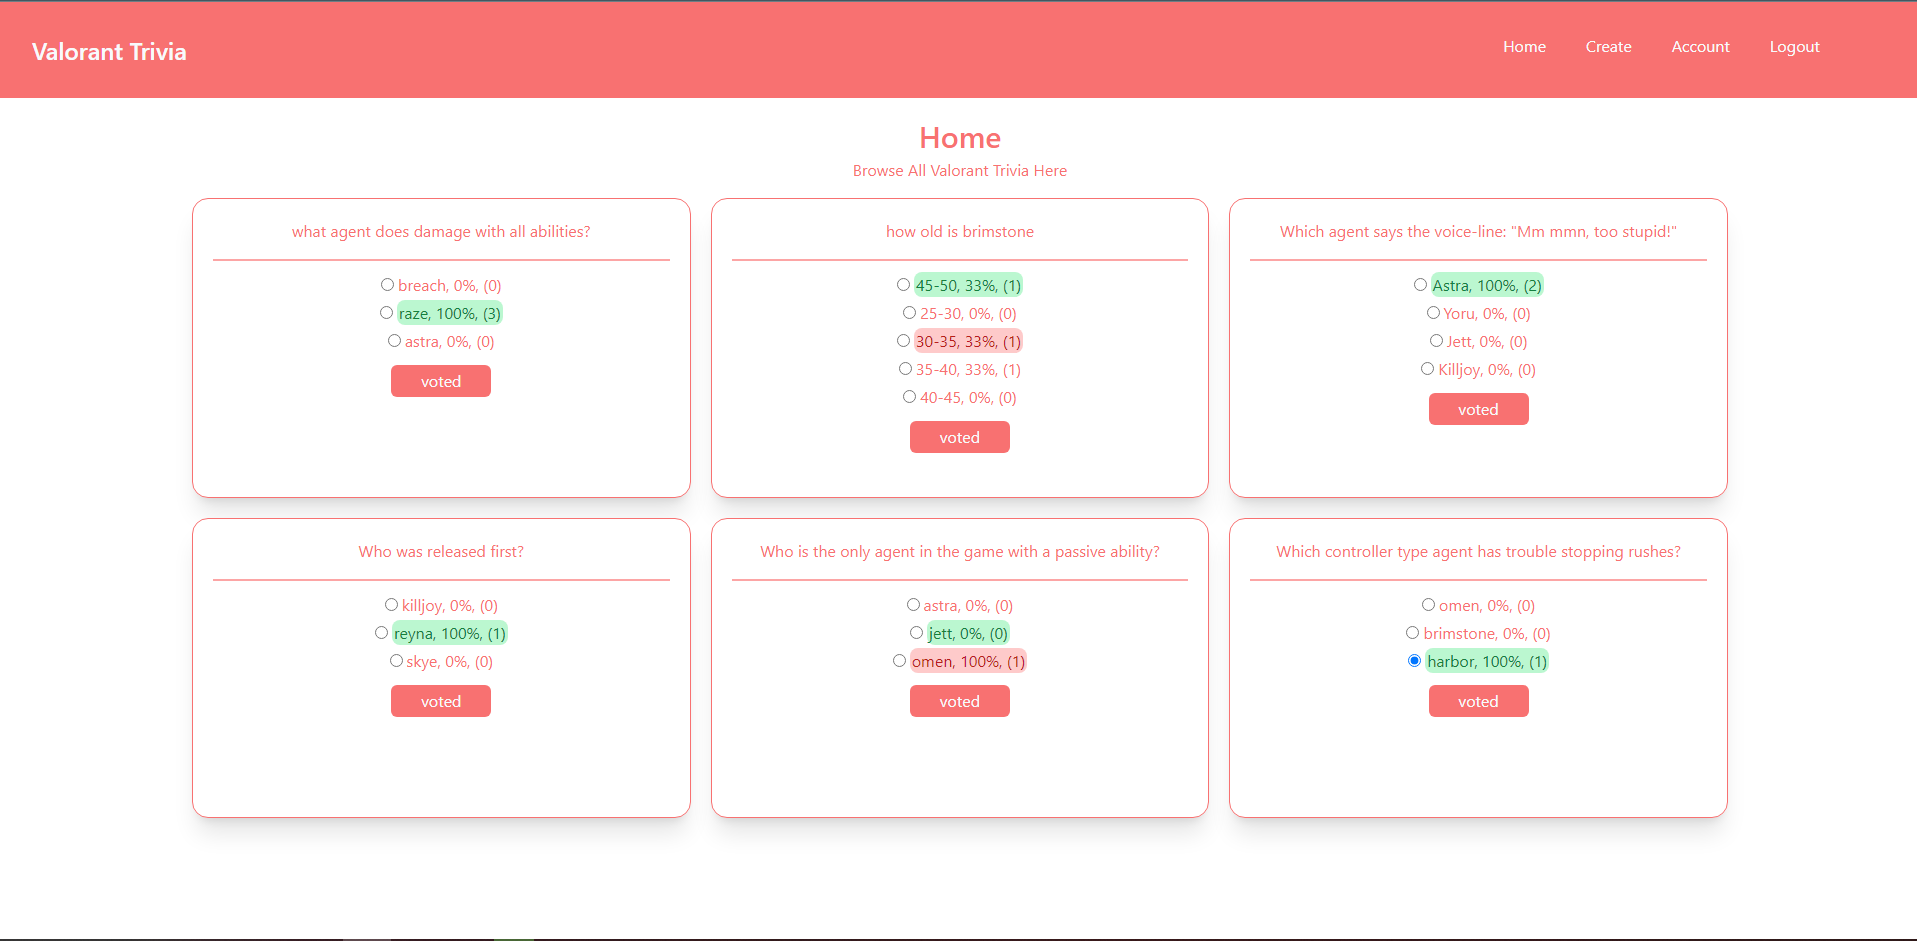 Valorant Trivia
Home Create Account Logout
Home
Browse All Valorant Trivia Here
what agent does damage with all abilities?
breach, 0%, (0)
raze, 100%, (3)
astra, 0%, (0)
voted
how old is brimstone
45-50, 33%, (1)
25-30, 0%, (0)
30-35, 33%, (1)
35-40, 33%, (1)
40-45, 0%, (0)
voted
Which agent says the voice-line: "Mm mmn, too stupid!"
Astra, 100%, (2)
Yoru, 0%, (0)
Jett, 0%, (0)
Killjoy, 0%, (0)
voted
Who was released first?
killjoy, 0%, (0)
reyna, 100%, (1)
skye, 0%, (0)
voted
Who is the only agent in the game with a passive ability?
astra, 0%, (0)
jett, 0%, (0)
omen, 100%, (1)
voted
Which controller type agent has trouble stopping rushes?
omen, 0%, (0)
brimstone, 0%, (0)
harbor, 100%, (1)
voted